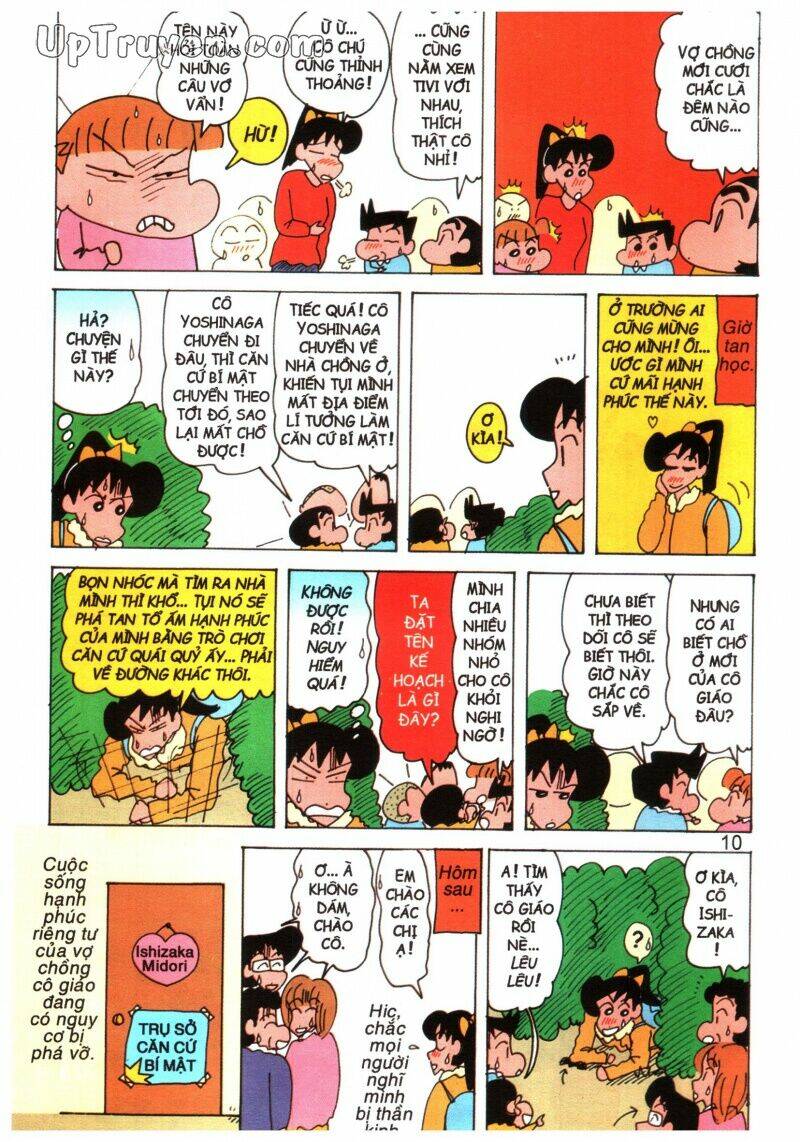 UpTruyen.com
VỢ CHỒNG
MỚI CƯỚI
CHẮC LÀ
ĐÊM NÀO
CŨNG...
... CŨNG
CÙNG
NẰM XEM
TIVI VỚI
NHAU,
THÍCH
THẬT CÔ
NHỈ!
Ừ Ừ...
CÔ CHÚ
CŨNG THỈNH
THOẢNG!
HỪ!
TÊN NÀY
HỎI TOÀN
NHỮNG
CÂU VỚ
VẨN!
Giờ
tan
học.
Ở TRƯỜNG AI
CŨNG MỪNG
CHO MÌNH! ÔI...
ƯỚC GÌ MÌNH
CỨ MÃI HẠNH
PHÚC THẾ NÀY.
Ơ
KÌA!
TIẾC QUÁ! CÔ
YOSHINAGA
CHUYỂN VỀ
NHÀ CHỒNG Ở,
KHIẾN TỤI MÌNH
MẤT ĐỊA ĐIỂM
LÍ TƯỞNG LÀM
CĂN CỨ BÍ MẬT!
CÔ
YOSHINAGA
CHUYỂN ĐI
ĐÂU, THÌ CĂN
CỨ BÍ MẬT
CHUYỂN THEO
TỚI ĐÓ, SAO
LẠI MẤT CHỖ
ĐƯỢC!
HẢ?
CHUYỆN
GÌ THẾ
NÀY?
NHƯNG
CÓ AI
BIẾT CHỖ
Ở MỚI
CỦA CÔ
GIÁO
ĐÂU?
CHƯA BIẾT
THÌ THEO
DÕI CÔ SẼ
BIẾT THÔI.
GIỜ NÀY
CHẮC CÔ
SẮP VỀ.
MÌNH
CHIA
NHIỀU
NHÓM
NHỎ
CHO CÔ
KHỎI
NGHI
NGỜ!
TA
ĐẶT
TÊN
KẾ
HOẠCH
LÀ GÌ
ĐÂY?
KHÔNG
ĐƯỢC
RỒI!
NGUY
HIỂM
QUÁ!
BỌN NHÓC MÀ TÌM RA NHÀ
MÌNH THÌ KHỔ... TỤI NÓ SẼ
PHÁ TAN TỔ ẤM HẠNH PHÚC
CỦA MÌNH BẰNG TRÒ CHƠI
CĂN CỨ QUÁI QUỶ ẤY... PHẢI
VỀ ĐƯỜNG KHÁC THÔI.
10
Ơ KÌA,
CÔ
ISHI-
ZAKA!
?
A! TÌM
THẤY
CÔ GIÁO
RỒI
NÈ...
LÊU
LÊU!
Hôm
sau
...
EM
CHÀO
CÁC
CHỊ
Ạ!
Ơ... À
KHÔNG
DÁM,
CHÀO
CÔ.
Hic,
chắc
mọi
người
nghĩ
mình
bị thần
kinh
Ishizaka
Midori
TRỤ SỞ
CĂN CỨ
BÍ MẬT
Cuộc
sống
hạnh
phúc
riêng tư
của vợ
chồng
cô giáo
đang
có nguy
cơ bị
phá vỡ.